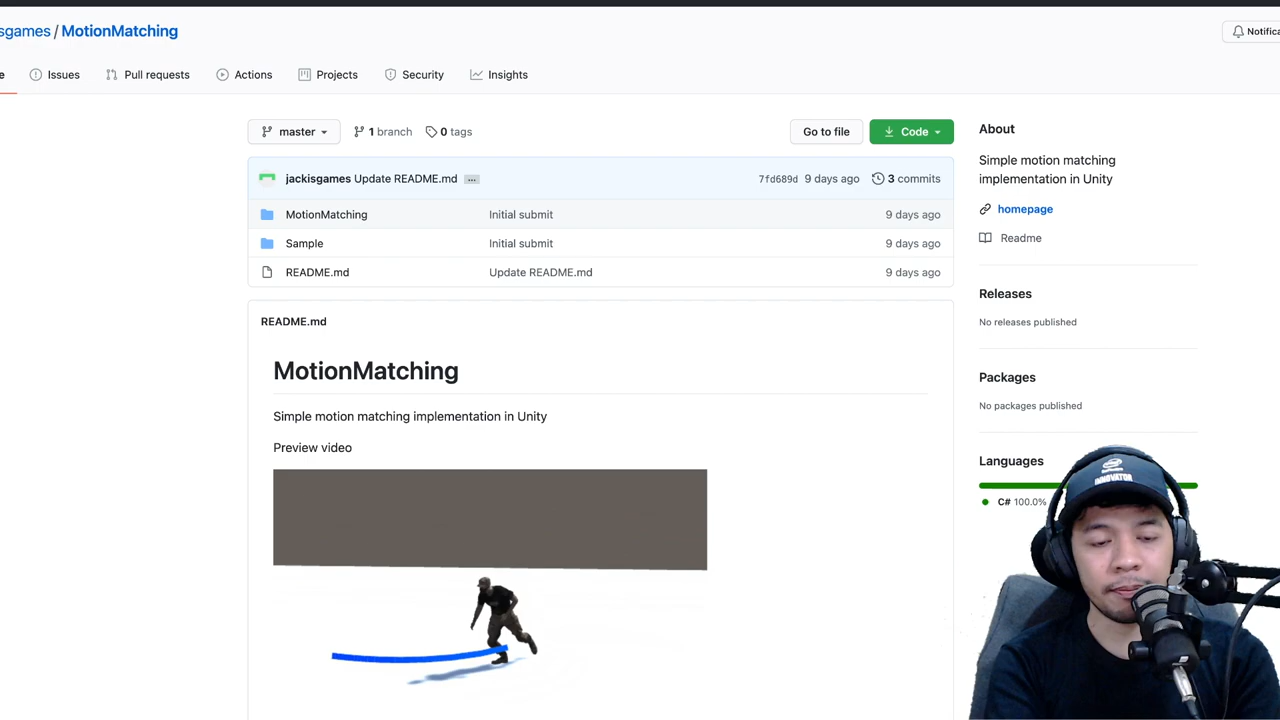 sgames / MotionMatching
Notifica
e
Issues
Pull requests
Actions
Projects
Security
Insights
master
1 branch
0 tags
Go to file
Code
jackisgames Update README.md ...
7fd689d 9 days ago
3 commits
MotionMatching
Initial submit
9 days ago
Sample
Initial submit
9 days ago
README.md
Update README.md
9 days ago
README.md
MotionMatching
Simple motion matching implementation in Unity
Preview video
About
Simple motion matching
implementation in Unity
homepage
Readme
Releases
No releases published
Packages
No packages published
Languages
C# 100.0%
INNOVATOR